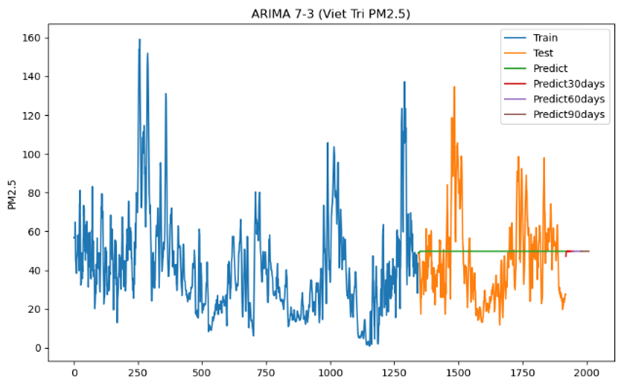 ARIMA 7-3 (Viet Tri PM2.5)
160
140
120
100
80
60
40
20
0
PM2.5
Train
Test
Predict
Predict30days
Predict60days
Predict90days
0
250
500
750
1000
1250
1500
1750
2000